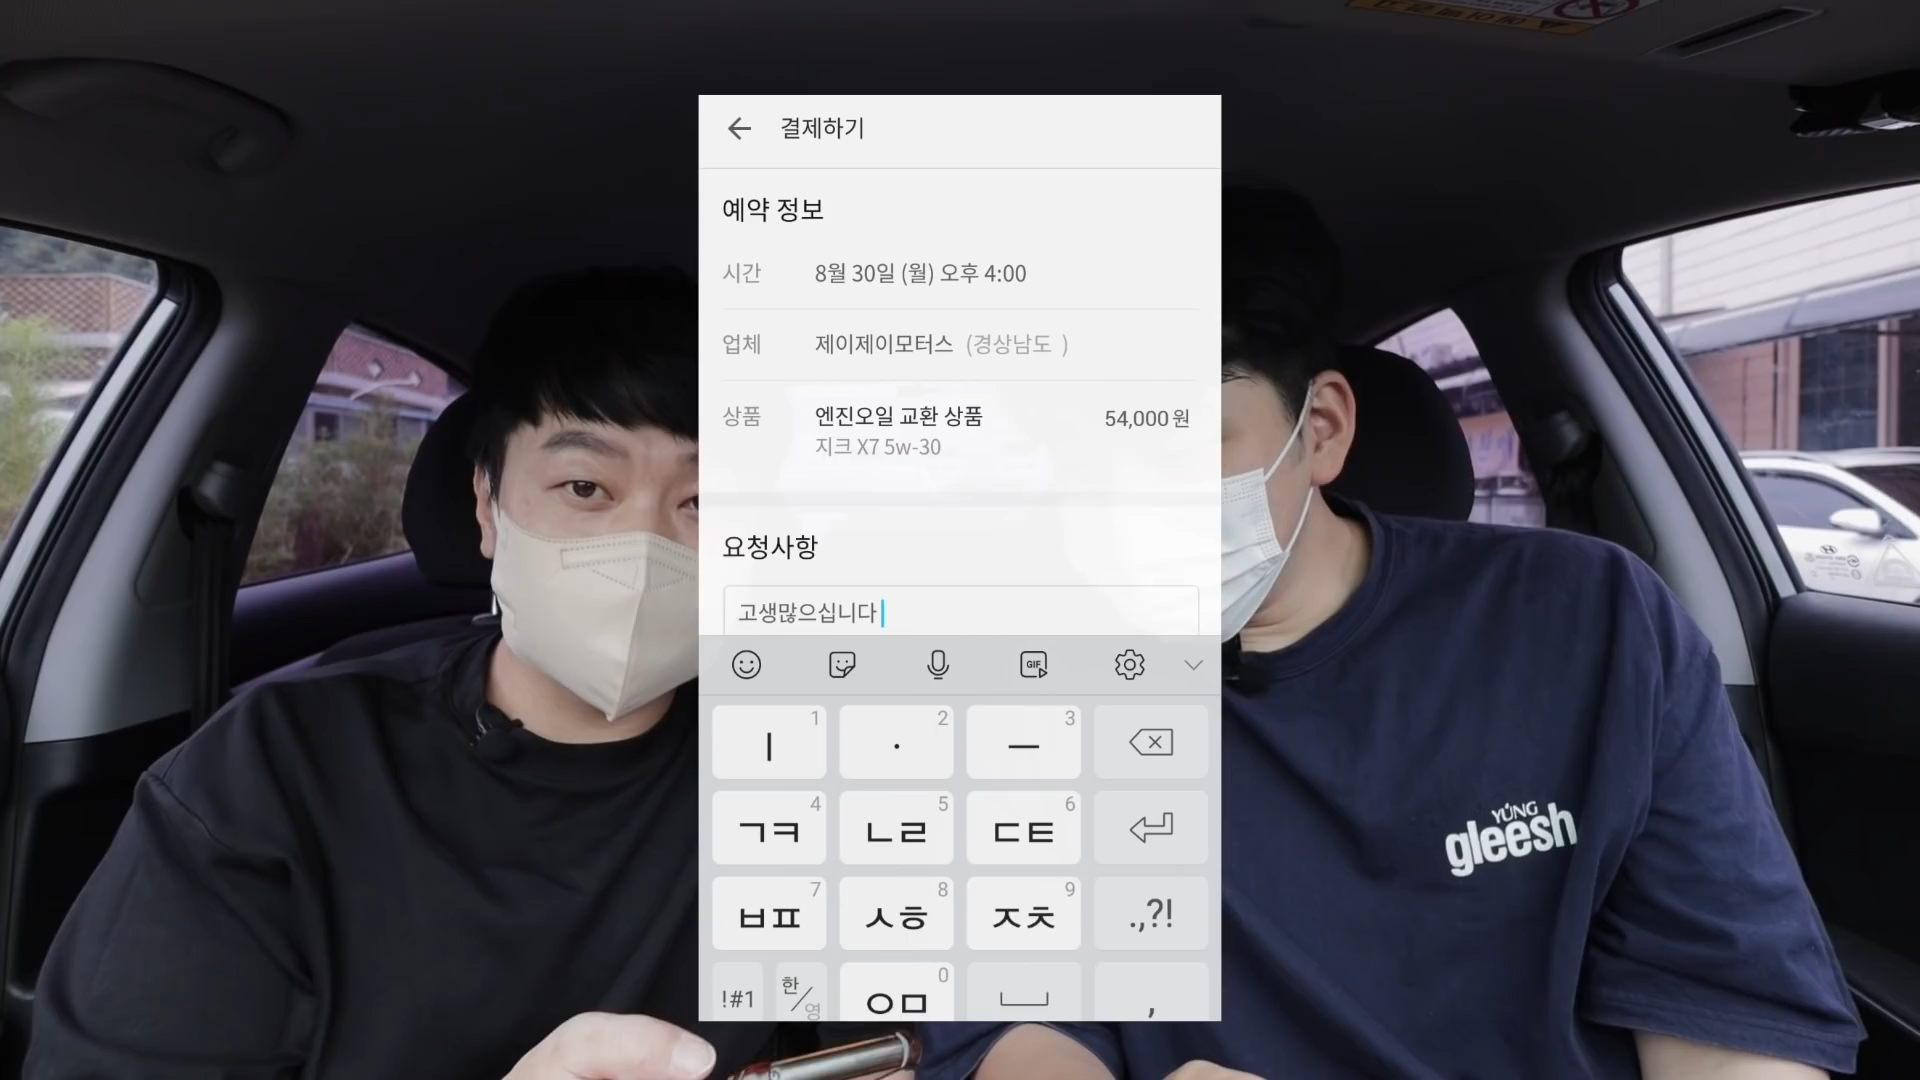 결제하기
예약 정보
시간 8월 30일 (월) 오후 4:00
업체 제이제이모터스 (경상남도 )
상품 엔진오일 교환 상품 54,000원
지크 X7 5w-30
요청사항
고생많으십니다
GIF
1 2 3
ㅣ · ㅡ
4 5 6
ㄱㅋ ㄴㄹ ㄷㅌ
7 8 9
ㅂㅍ ㅅㅎ ㅈㅊ .,?!
0
!#1 한/영 ㅇㅁ ,
YUNG
gleesh